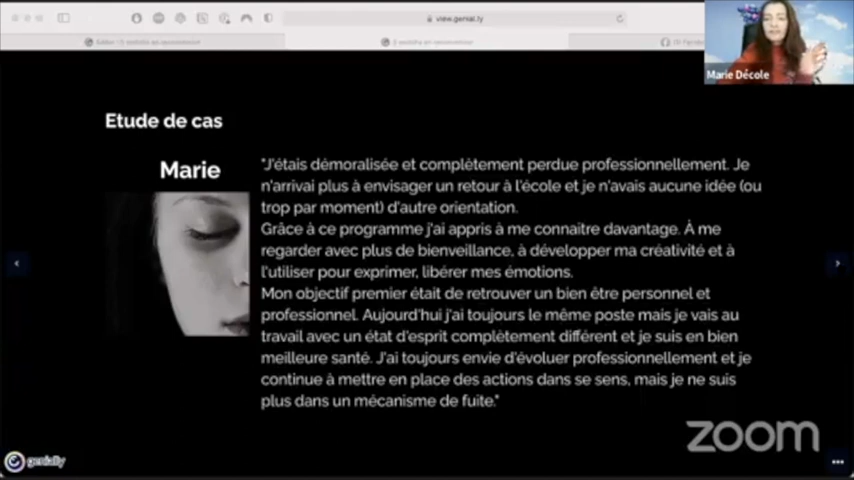 view.genial.ly
Marie Décole
Etude de cas
Marie
"J'étais démoralisée et complètement perdue professionnellement. Je
n'arrivai plus à envisager un retour à l'école et je n'avais aucune idée (ou
trop par moment) d'autre orientation.
Grâce à ce programme j'ai appris à me connaitre davantage. À me
regarder avec plus de bienveillance, à développer ma créativité et à
l'utiliser pour exprimer, libérer mes émotions.
Mon objectif premier était de retrouver un bien être personnel et
professionnel. Aujourd'hui j'ai toujours le même poste mais je vais au
travail avec un état d'esprit complètement différent et je suis en bien
meilleure santé. J'ai toujours envie d'évoluer professionnellement et je
continue à mettre en place des actions dans se sens, mais je ne suis
plus dans un mécanisme de fuite."
zoom
genially